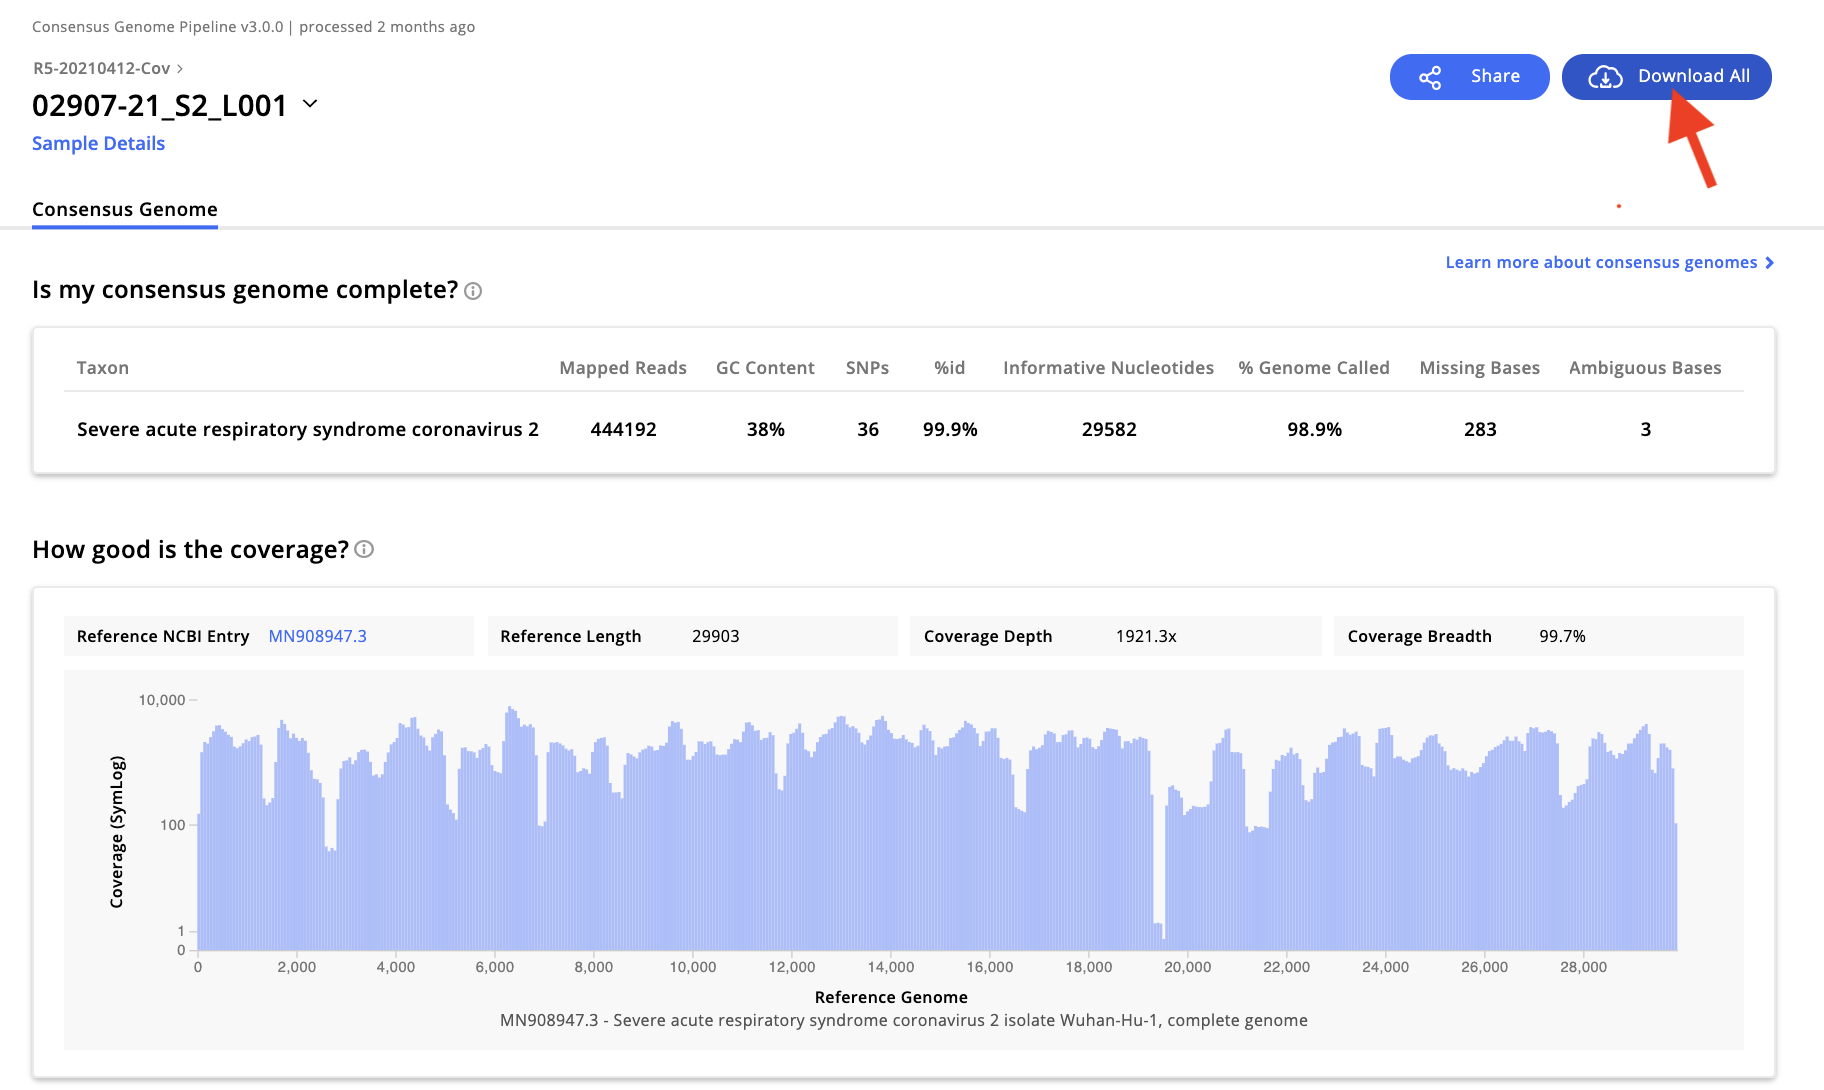 Consensus Genome Pipeline v3.0.0 | processed 2 months ago
R5-20210412-Cov >
02907-21_S2_L001
Sample Details
Share
Download All
Consensus Genome
Learn more about consensus genomes >
Is my consensus genome complete?
Taxon Mapped Reads GC Content SNPs %id Informative Nucleotides % Genome Called Missing Bases Ambiguous Bases
Severe acute respiratory syndrome coronavirus 2 444192 38% 36 99.9% 29582 98.9% 283 3
How good is the coverage?
Reference NCBI Entry MN908947.3 Reference Length 29903 Coverage Depth 1921.3x Coverage Breadth 99.7%
Coverage (SymLog)
10,000
100
1
0
0 2,000 4,000 6,000 8,000 10,000 12,000 14,000 16,000 18,000 20,000 22,000 24,000 26,000 28,000
Reference Genome
MN908947.3 - Severe acute respiratory syndrome coronavirus 2 isolate Wuhan-Hu-1, complete genome